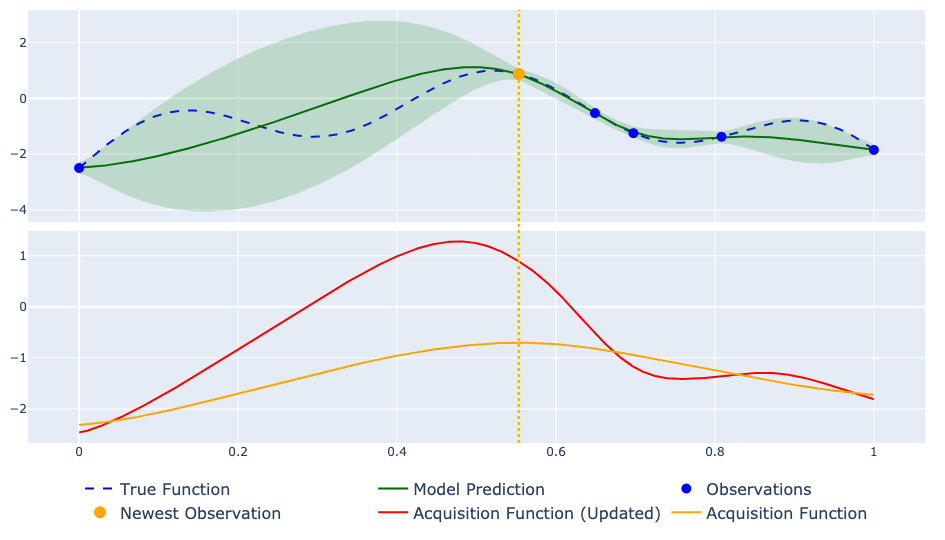 2
0
−2
−4
1
0
−1
−2
0 0.2 0.4 0.6 0.8 1
True Function Model Prediction Observations
Newest Observation Acquisition Function (Updated) Acquisition Function